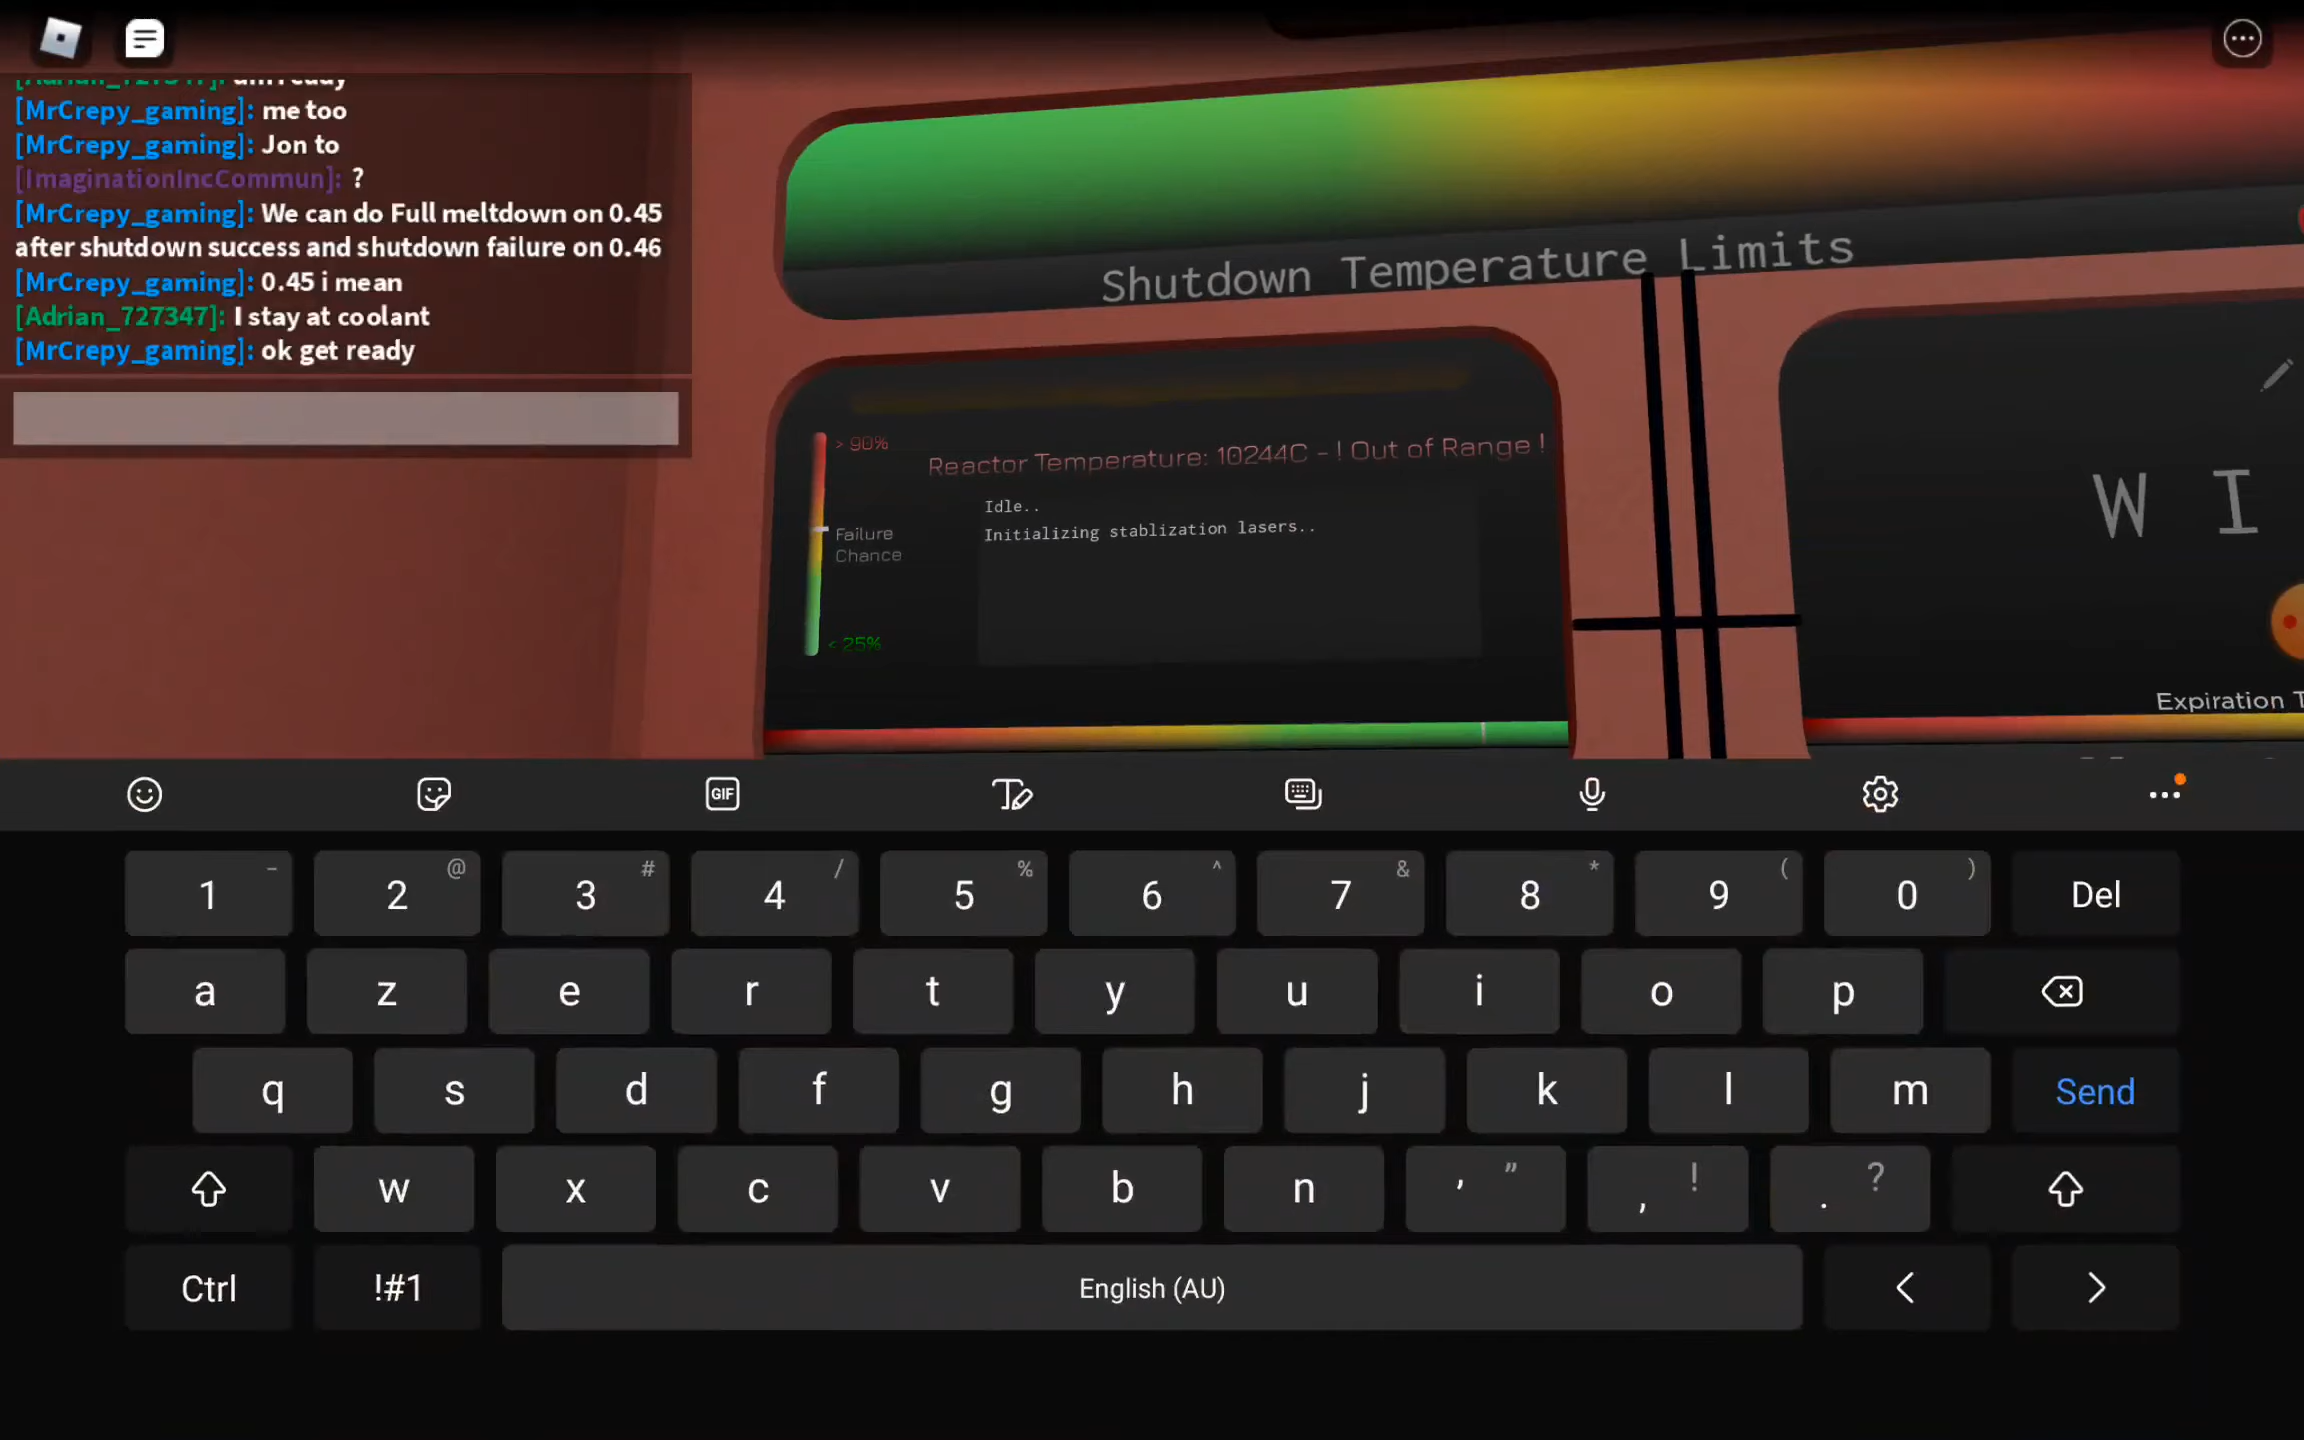 am ready
[MrCrepy_gaming]: me too
[MrCrepy_gaming]: Jon to
[ImaginationIncCommun]: ?
[MrCrepy_gaming]: We can do Full meltdown on 0.45
after shutdown success and shutdown failure on 0.46
[MrCrepy_gaming]: 0.45 i mean
[Adrian_727347]: I stay at coolant
[MrCrepy_gaming]: ok get ready
Shutdown Temperature Limits
> 90%
Reactor Temperature: 10244C - ! Out of Range !
Idle..
Initializing stablization lasers..
Failure
Chance
< 25%
W I
Expiration T
GIF
1 - 2 @ 3 # 4 / 5 % 6 ^ 7 & 8 * 9 ( 0 ) Del
a z e r t y u i o p
q s d f g h j k l m Send
w x c v b n ' " , ! . ?
Ctrl !#1 English (AU) < >